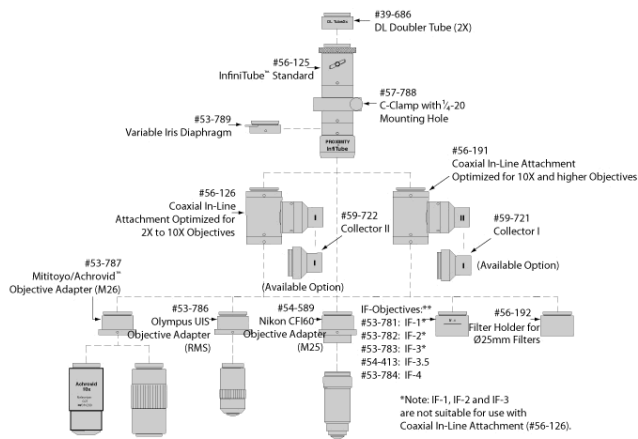 #39-686
DL Doubler Tube (2X)
DL Tube2x
#56-125
InfiniTube™ Standard
#57-788
C-Clamp with ¼-20
Mounting Hole
#53-789
Variable Iris Diaphragm
PROXIMITY
InfiTube
#56-191
Coaxial In-Line Attachment
Optimized for 10X and higher Objectives
#56-126
Coaxial In-Line
Attachment Optimized for
2X to 10X Objectives
I
II
#59-722
Collector II
#59-721
Collector I
I
I
(Available Option)
(Available Option)
#53-787
Mititoyo/Achrovid™
Objective Adapter (M26)
#53-786
Olympus UIS
Objective Adapter
(RMS)
#54-589
Nikon CFI60
Objective Adapter
(M25)
IF-Objectives:**
#53-781: IF-1*
#53-782: IF-2*
#53-783: IF-3*
#54-413: IF-3.5
#53-784: IF-4
#56-192
Filter Holder for
Ø25mm Filters
*Note: IF-1, IF-2 and IF-3
are not suitable for use with
Coaxial In-Line Attachment (#56-126).